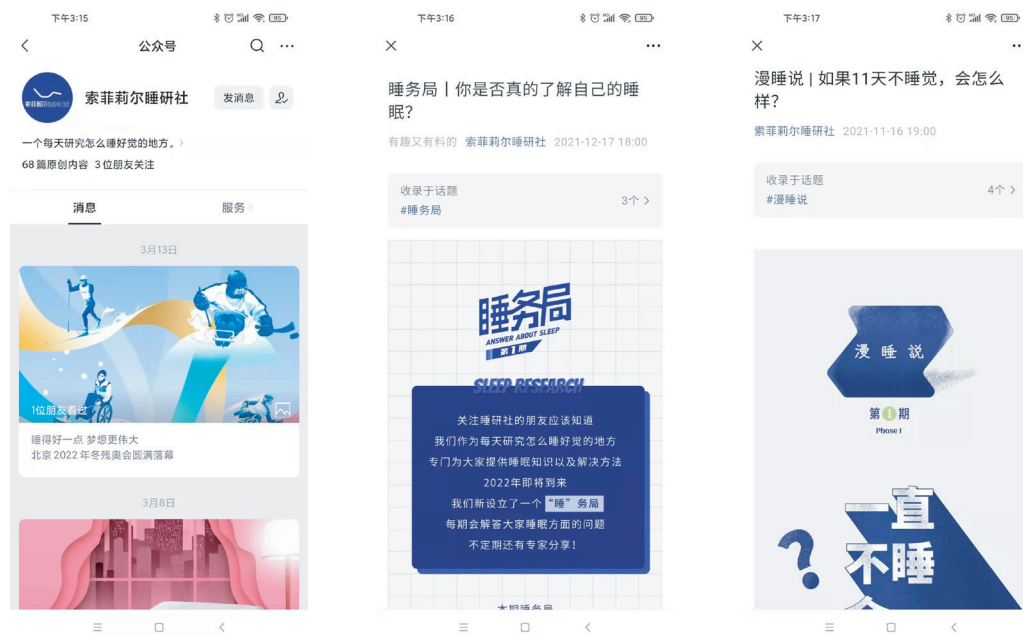 下午3:15
95
公众号
索菲莉尔睡研社
发消息
一个每天研究怎么睡好觉的地方。
68篇原创内容 3位朋友关注
消息
服务
3月13日
1位朋友看过
睡得好一点 梦想更伟大
北京2022年冬残奥会圆满落幕
3月8日
下午3:16
95
睡务局丨你是否真的了解自己的睡
眠?
有趣又有料的 索菲莉尔睡研社 2021-12-17 18:00
收录于话题
#睡务局
3个
睡务局
ANSWER ABOUT SLEEP
第1期
SLEEP RESEARCH
关注睡研社的朋友应该知道
我们作为每天研究怎么睡好觉的地方
专门为大家提供睡眠知识以及解决方法
2022年即将到来
我们新设立了一个“睡”务局
每期会解答大家睡眠方面的问题
不定期还有专家分享!
本期睡务局
下午3:17
95
漫睡说 | 如果11天不睡觉，会怎么
样?
索菲莉尔睡研社 2021-11-16 19:00
收录于话题
#漫睡说
4个
漫睡说
第1期
Phase I
一直
不睡
?